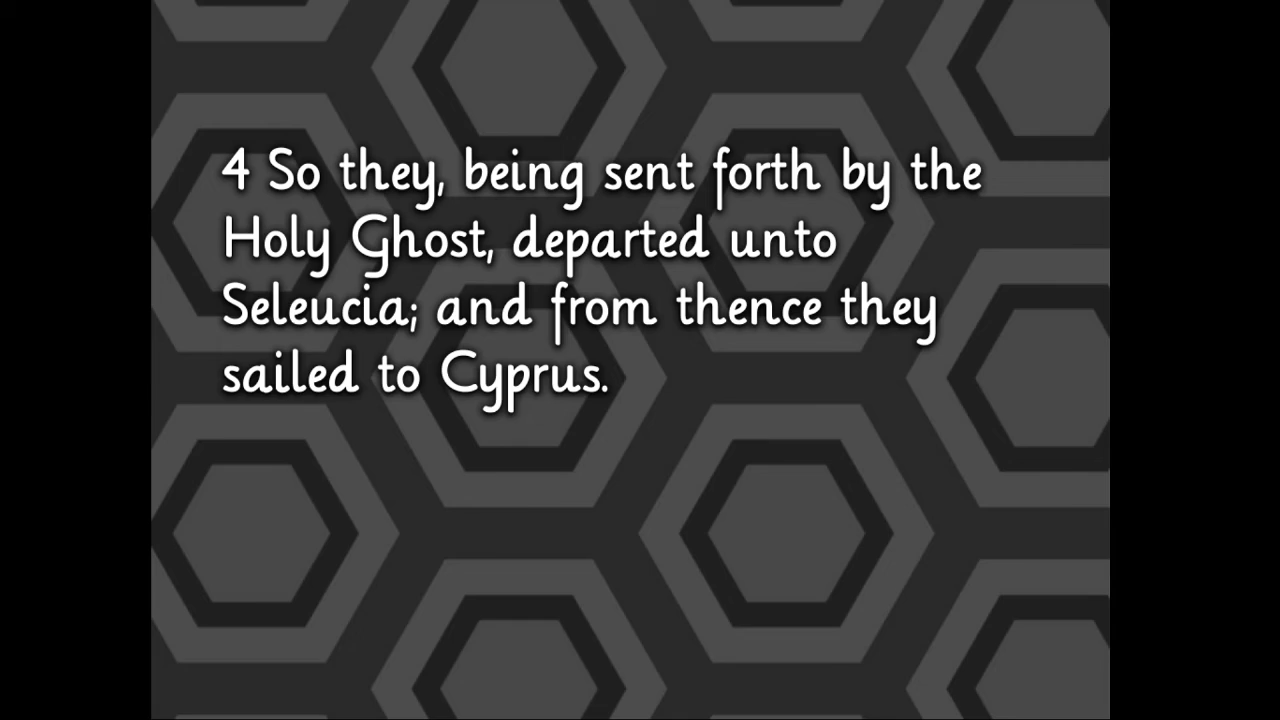 4 So they, being sent forth by the
Holy Ghost, departed unto
Seleucia; and from thence they
sailed to Cyprus.